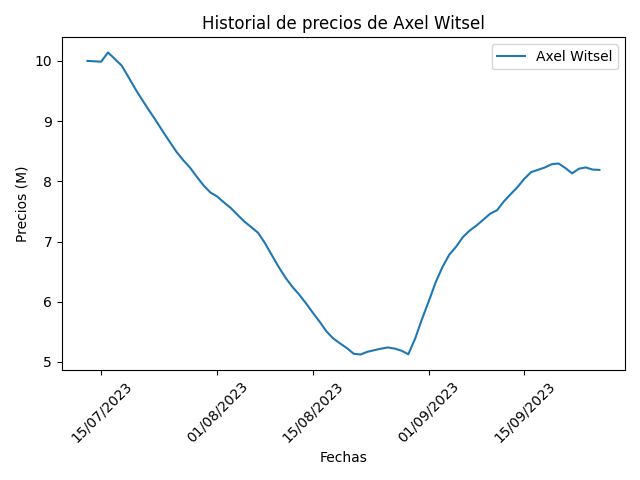 Historial de precios de Axel Witsel
Axel Witsel
Precios (M)
10
9
8
7
6
5
15/07/2023
01/08/2023
15/08/2023
01/09/2023
15/09/2023
Fechas